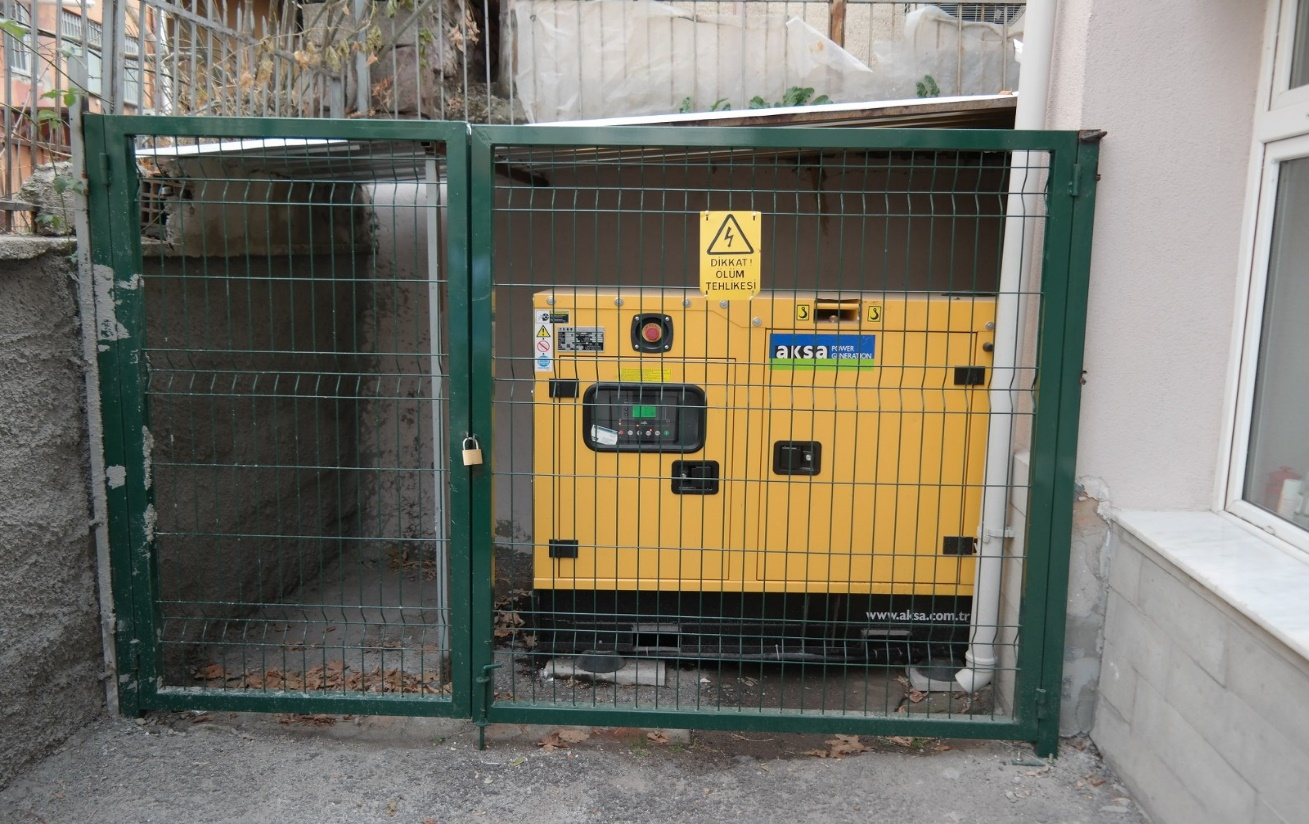 DİKKAT!
ÖLÜM
TEHLİKESİ
aksa POWER
GENERATION
www.aksa.com.tr